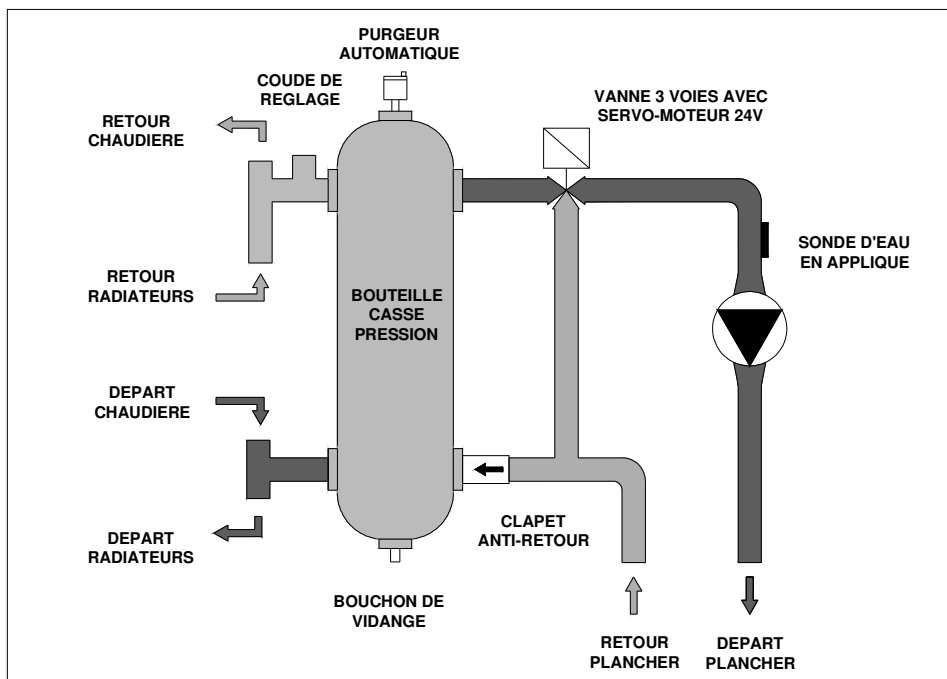 PURGEUR
AUTOMATIQUE
COUDE DE
REGLAGE
VANNE 3 VOIES AVEC
SERVO-MOTEUR 24V
RETOUR
CHAUDIERE
SONDE D'EAU
EN APPLIQUE
RETOUR
RADIATEURS
BOUTEILLE
CASSE
PRESSION
DEPART
CHAUDIERE
DEPART
RADIATEURS
CLAPET
ANTI-RETOUR
BOUCHON DE
VIDANGE
RETOUR
PLANCHER
DEPART
PLANCHER